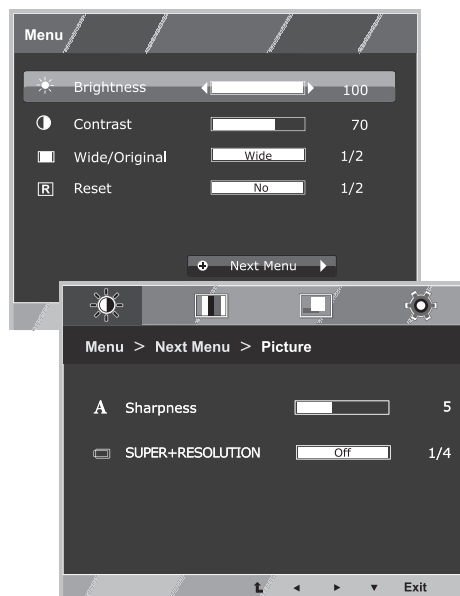 Menu
Brightness 100
Contrast 70
Wide/Original Wide 1/2
R Reset No 1/2
Next Menu
Menu > Next Menu > Picture
A Sharpness 5
SUPER+RESOLUTION Off 1/4
Exit